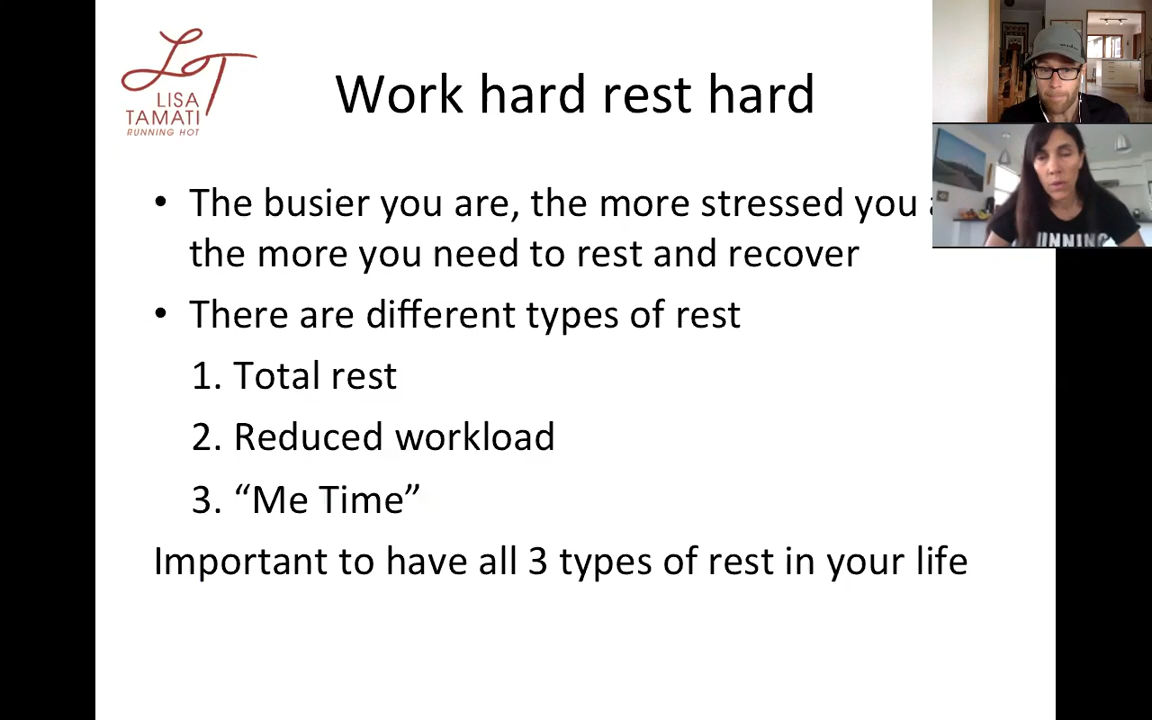 LT
LISA
TAMATI
RUNNING HOT
Work hard rest hard
• The busier you are, the more stressed you
the more you need to rest and recover
• There are different types of rest
1. Total rest
2. Reduced workload
3. “Me Time”
Important to have all 3 types of rest in your life
RUNNING